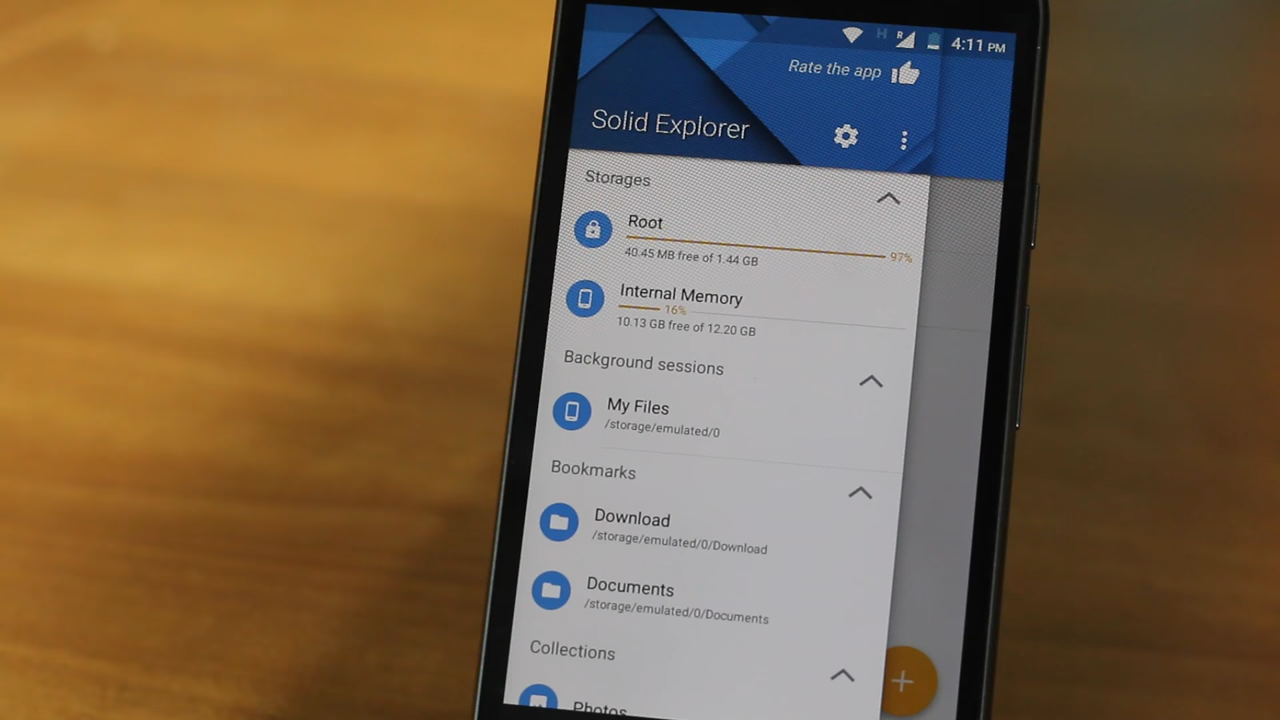 H R 4:11 PM
Rate the app
Solid Explorer
Storages
Root
97%
40.45 MB free of 1.44 GB
Internal Memory
16%
10.13 GB free of 12.20 GB
Background sessions
My Files
/storage/emulated/0
Bookmarks
Download
/storage/emulated/0/Download
Documents
/storage/emulated/0/Documents
Collections
Photos